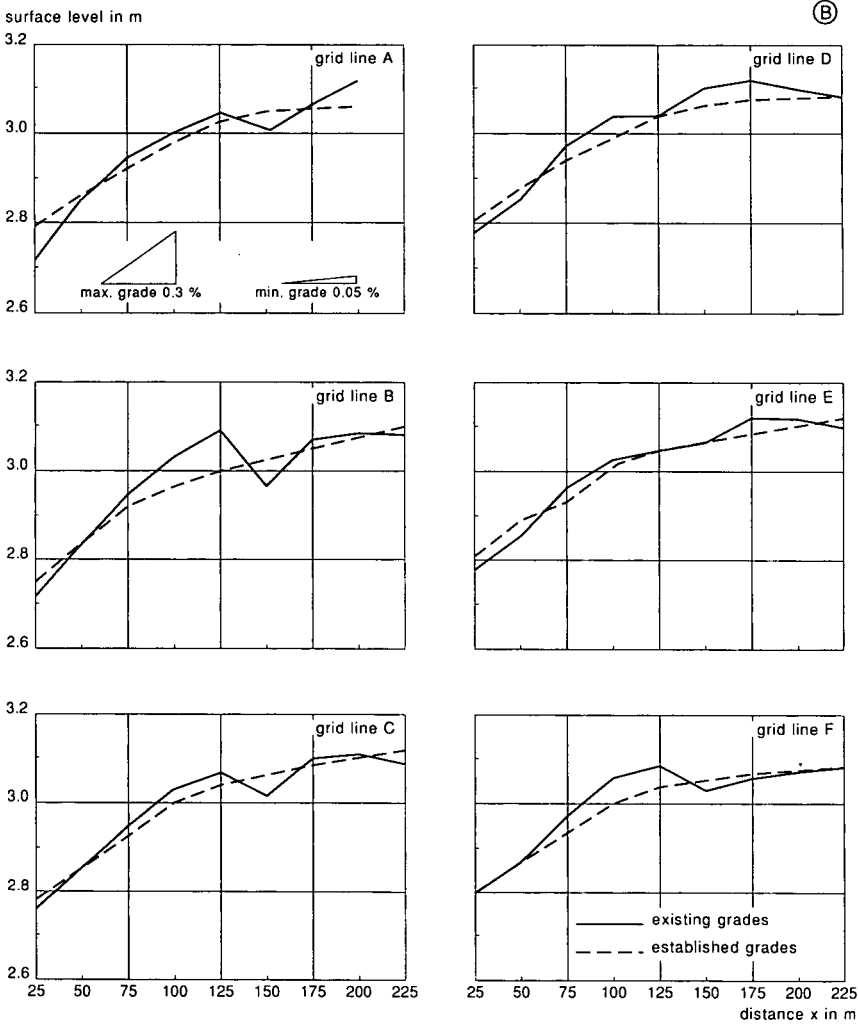 surface level in m
B
3.2
grid line A
3.0
2.8
2.6
max. grade 0.3 %
min. grade 0.05 %
grid line D
3.2
grid line B
3.0
2.8
2.6
grid line E
3.2
grid line C
3.0
2.8
2.6
25 50 75 100 125 150 175 200 225
grid line F
existing grades
established grades
25 50 75 100 125 150 175 200 225
distance x in m